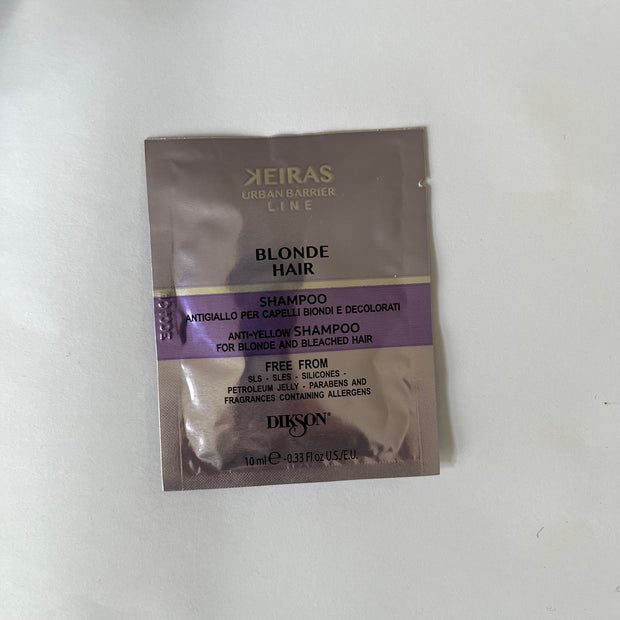 KEIRAS
URBAN BARRIER
LINE
BLONDE
HAIR
SHAMPOO
ANTIGIALLO PER CAPELLI BIONDI E DECOLORATI
ANTI-YELLOW SHAMPOO
FOR BLONDE AND BLEACHED HAIR
FREE FROM
SLS - SLES - SILICONES -
PETROLEUM JELLY - PARABENS AND
FRAGRANCES CONTAINING ALLERGENS
DIKSON®
10 ml ℮ -0.33 Fl.oz U.S./E.U.